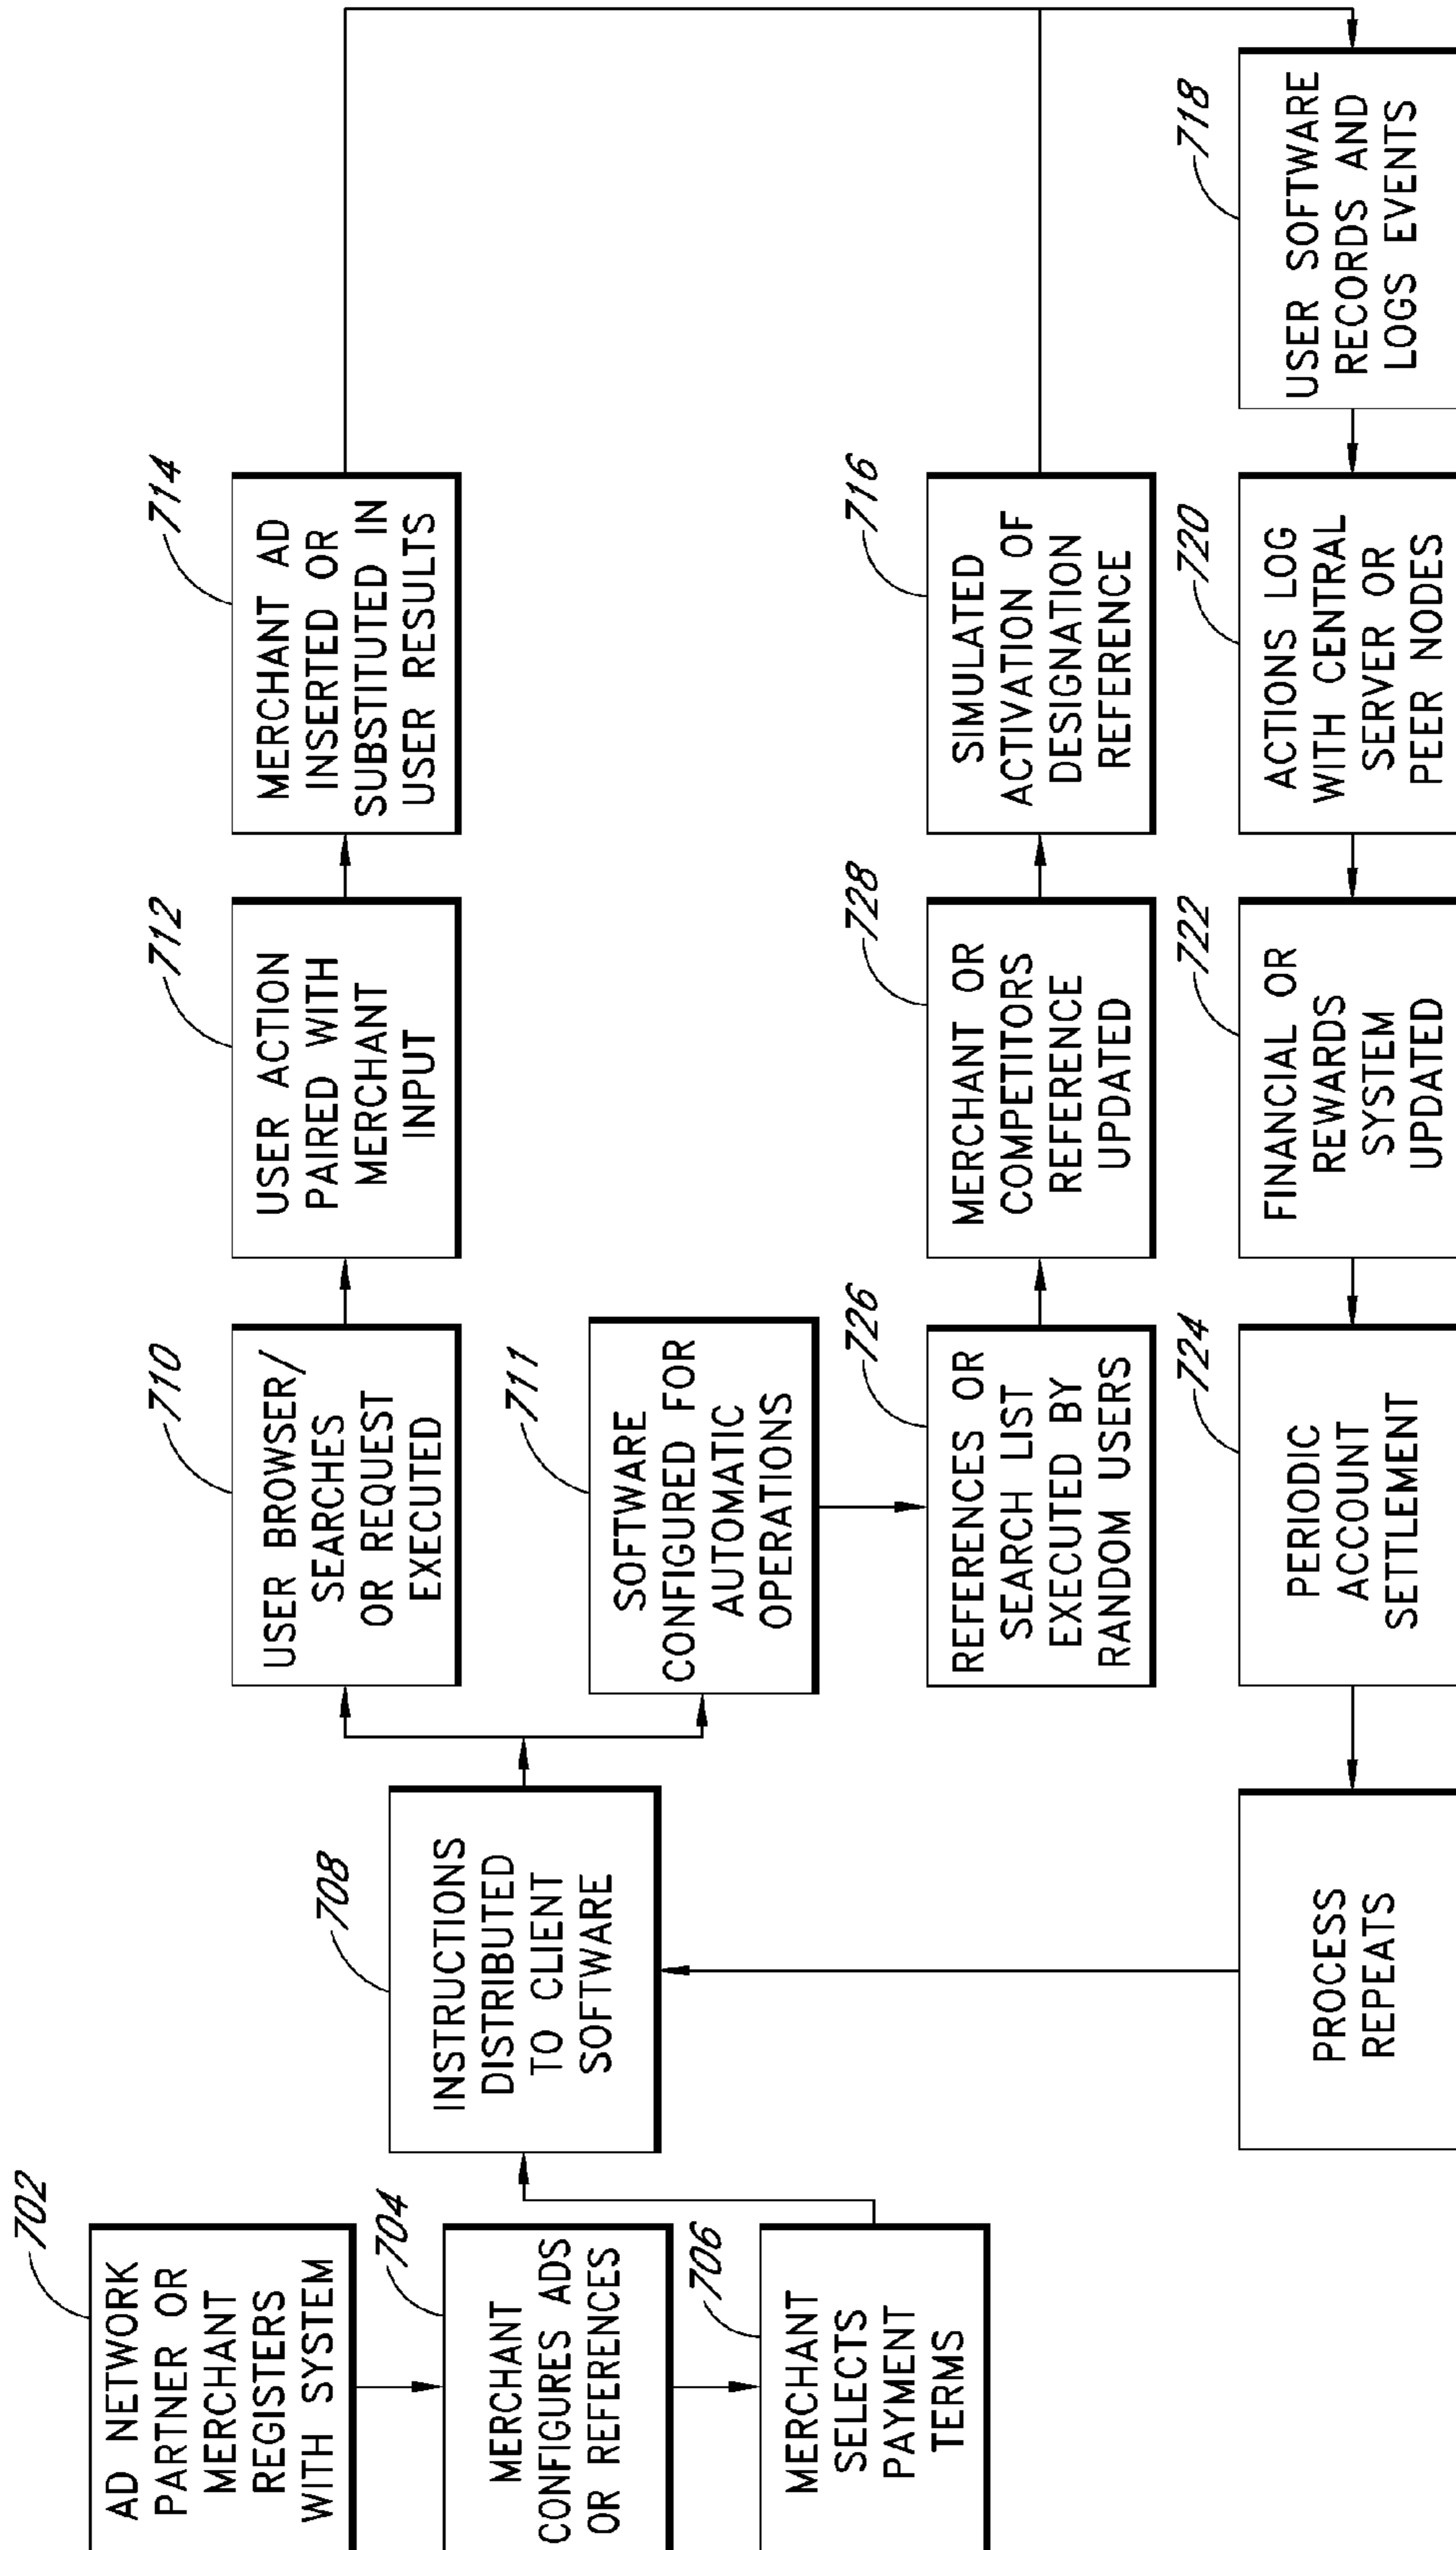 702
AD NETWORK
PARTNER OR
MERCHANT
REGISTERS
WITH SYSTEM
704
MERCHANT
CONFIGURES ADS
OR REFERENCES
706
MERCHANT
SELECTS
PAYMENT
TERMS
708
INSTRUCTIONS
DISTRIBUTED
TO CLIENT
SOFTWARE
710
USER BROWSER/
SEARCHES
OR REQUEST
EXECUTED
712
USER ACTION
PAIRED WITH
MERCHANT
INPUT
714
MERCHANT AD
INSERTED OR
SUBSTITUTED IN
USER RESULTS
711
SOFTWARE
CONFIGURED FOR
AUTOMATIC
OPERATIONS
726
REFERENCES OR
SEARCH LIST
EXECUTED BY
RANDOM USERS
728
MERCHANT OR
COMPETITORS
REFERENCE
UPDATED
716
SIMULATED
ACTIVATION OF
DESIGNATION
REFERENCE
718
USER SOFTWARE
RECORDS AND
LOGS EVENTS
720
ACTIONS LOG
WITH CENTRAL
SERVER OR
PEER NODES
722
FINANCIAL OR
REWARDS
SYSTEM
UPDATED
724
PERIODIC
ACCOUNT
SETTLEMENT
PROCESS
REPEATS